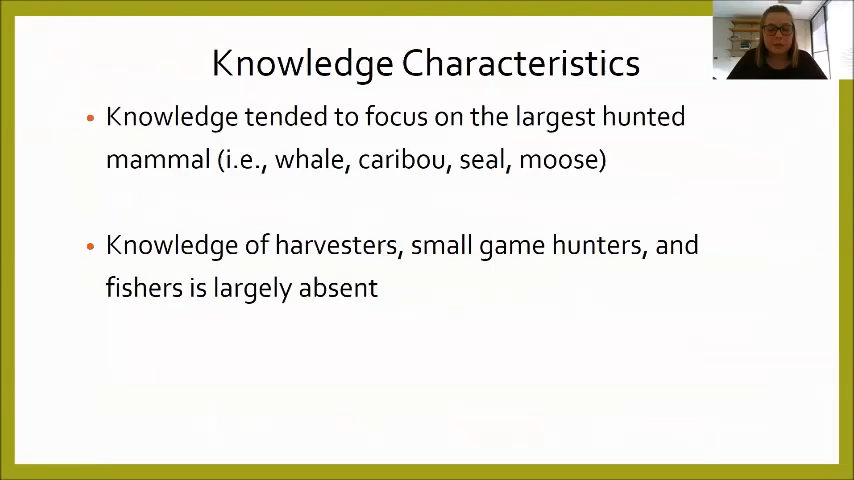 Knowledge Characteristics
• Knowledge tended to focus on the largest hunted
mammal (i.e., whale, caribou, seal, moose)
• Knowledge of harvesters, small game hunters, and
fishers is largely absent